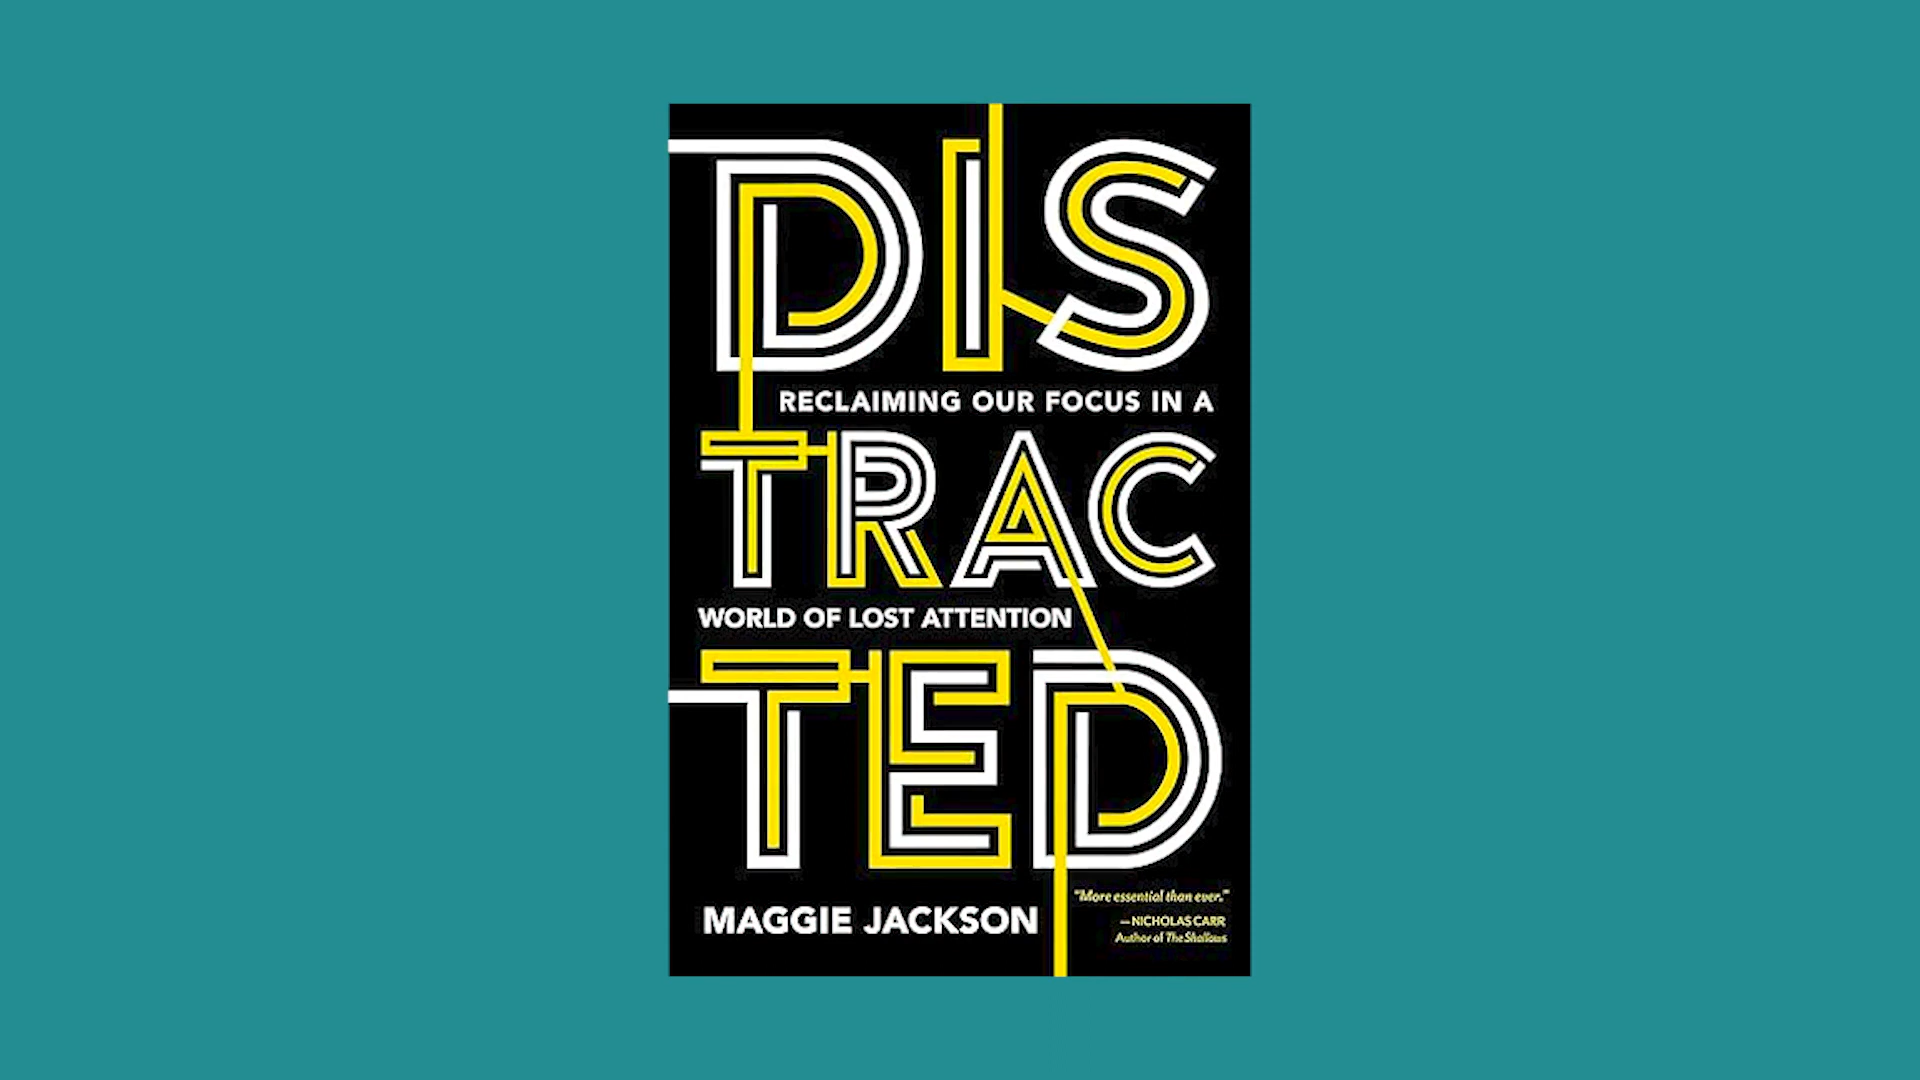 DIS
RECLAIMING OUR FOCUS IN A
TRAC
WORLD OF LOST ATTENTION
TED
MAGGIE JACKSON
"More essential than ever."
—NICHOLAS CARR
Author of The Shallows